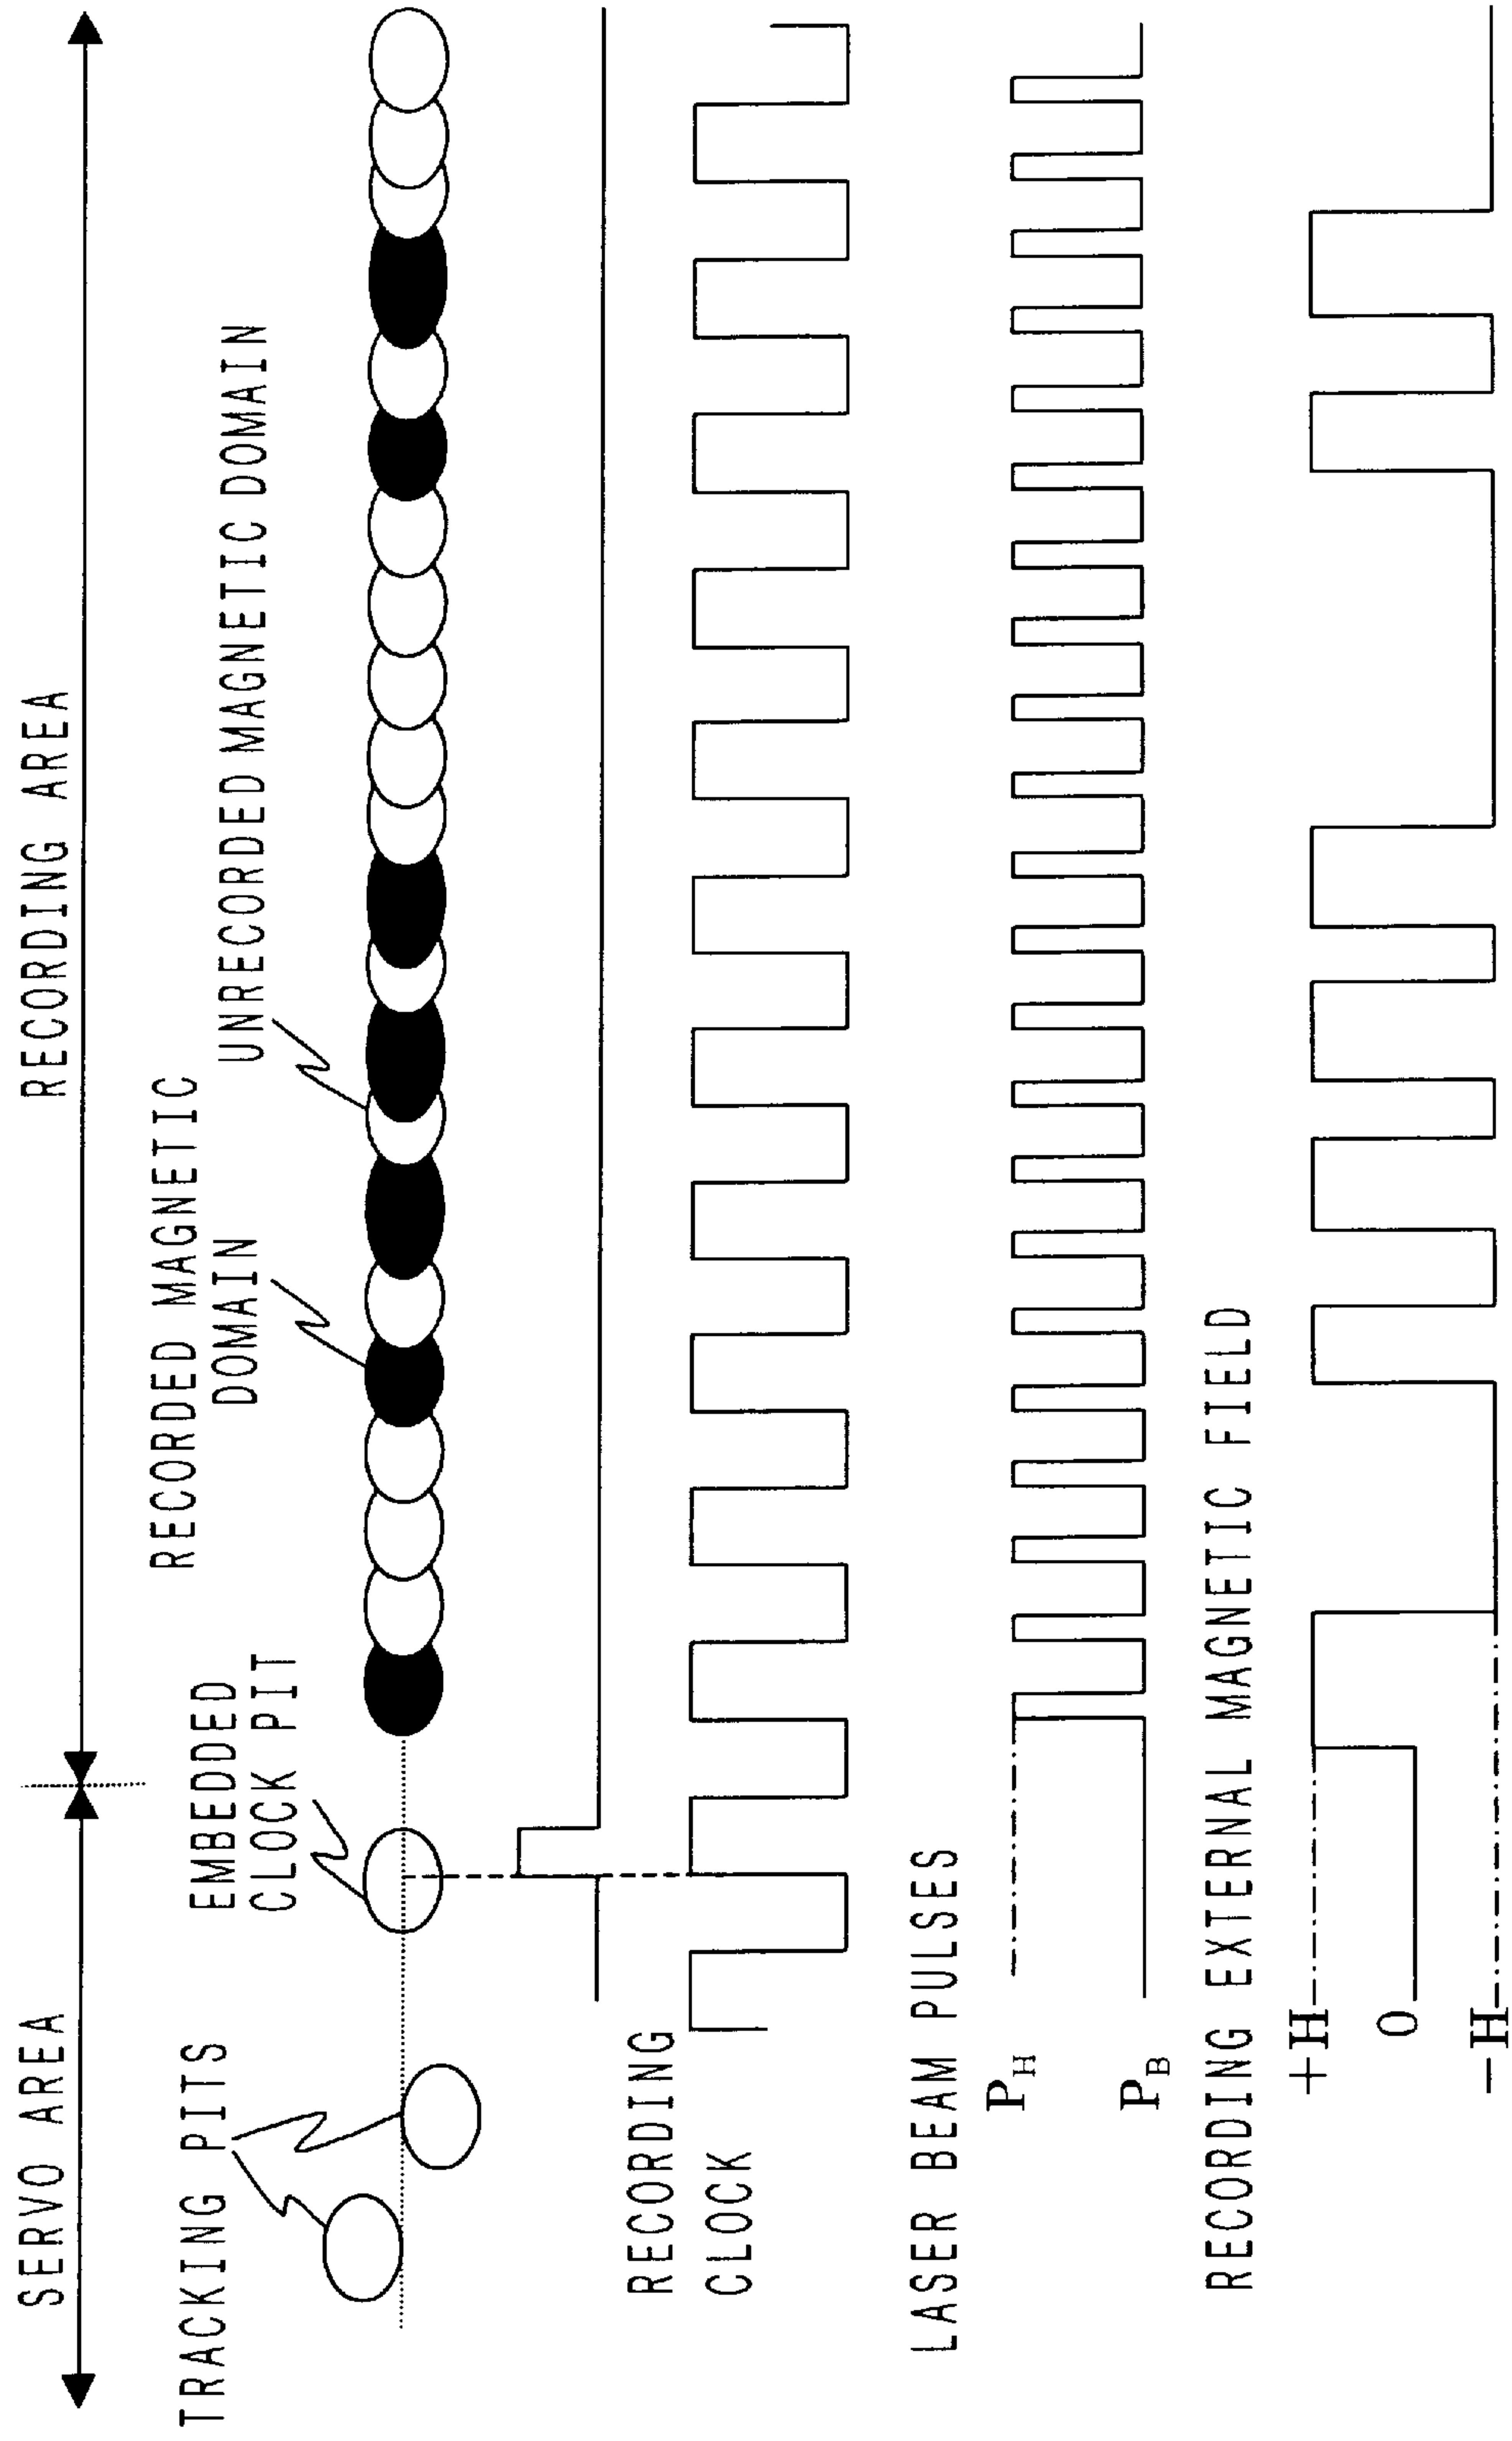 SERVO AREA
RECORDING AREA
TRACKING PITS
EMBEDDED
CLOCK PIT
RECORDED MAGNETIC
DOMAIN
UNRECORDED MAGNETIC DOMAIN
RECORDING
CLOCK
LASER BEAM PULSES
PH
PB
RECORDING EXTERNAL MAGNETIC FIELD
+H
0
−H